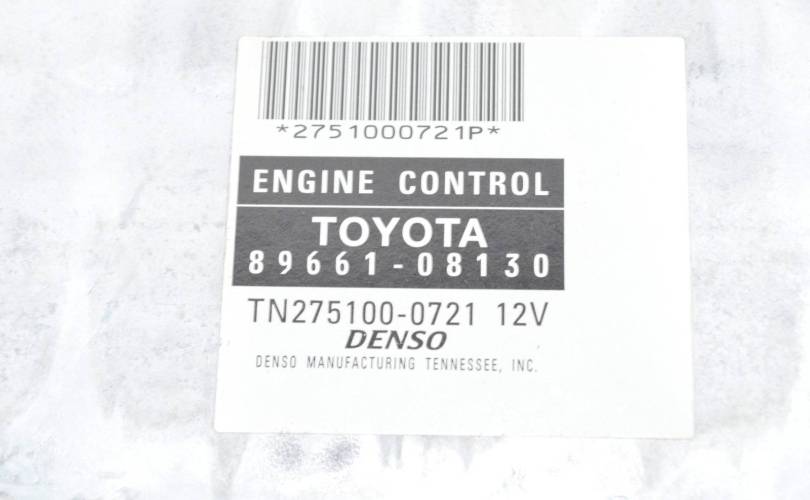 *2751000721P*
ENGINE CONTROL
TOYOTA
89661-08130
TN275100-0721 12V
DENSO
DENSO MANUFACTURING TENNESSEE, INC.